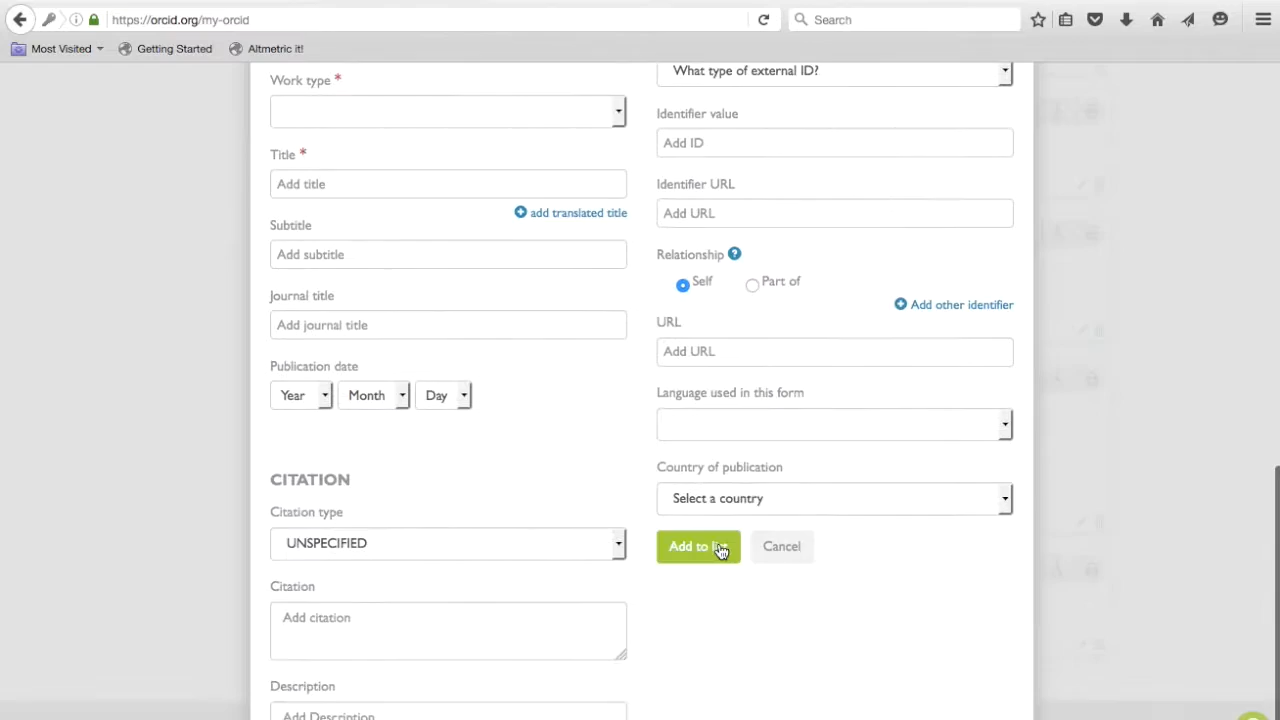 https://orcid.org/my-orcid
Search
Most Visited
Getting Started
Altmetric it!
Work type *
Title *
Add title
add translated title
Subtitle
Add subtitle
Journal title
Add journal title
Publication date
Year Month Day
CITATION
Citation type
UNSPECIFIED
Citation
Add citation
Description
Add Description
What type of external ID?
Identifier value
Add ID
Identifier URL
Add URL
Relationship ?
Self Part of
Add other identifier
URL
Add URL
Language used in this form
Country of publication
Select a country
Add to list Cancel